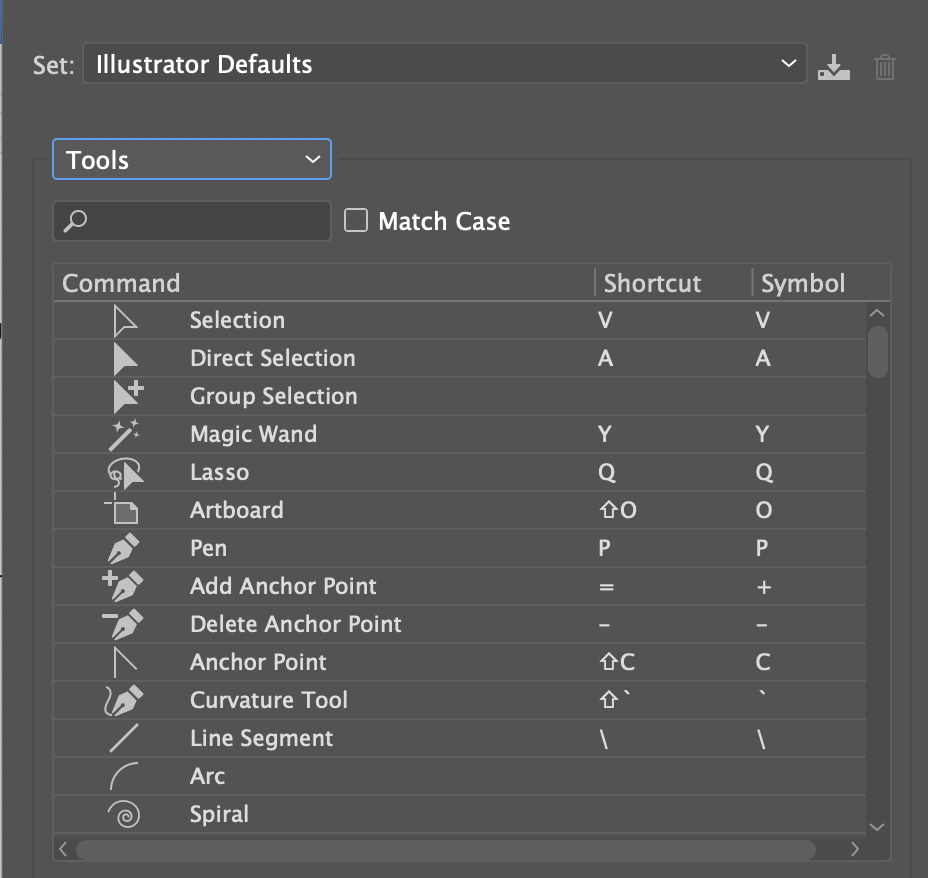 Set: Illustrator Defaults
Tools
Match Case
Command Shortcut Symbol
Selection V V
Direct Selection A A
Group Selection
Magic Wand Y Y
Lasso Q Q
Artboard ⇧O O
Pen P P
Add Anchor Point = +
Delete Anchor Point – –
Anchor Point ⇧C C
Curvature Tool ⇧` `
Line Segment \ \
Arc
Spiral